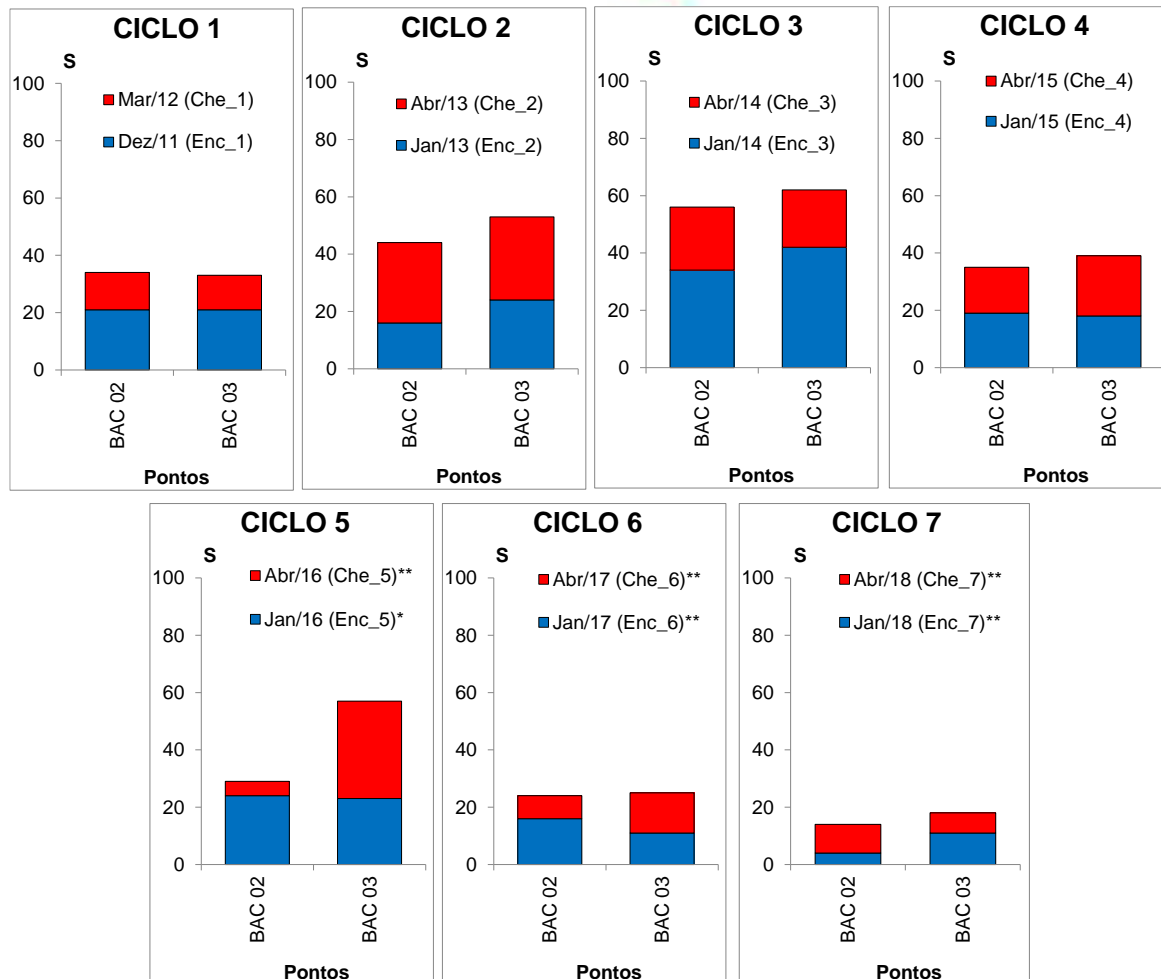 CICLO 1
S
100
Mar/12 (Che_1)
80
Dez/11 (Enc_1)
60
40
20
0
BAC 02
BAC 03
Pontos
CICLO 2
S
100
Abr/13 (Che_2)
80
Jan/13 (Enc_2)
60
40
20
0
BAC 02
BAC 03
Pontos
CICLO 3
S
100
Abr/14 (Che_3)
80
Jan/14 (Enc_3)
60
40
20
0
BAC 02
BAC 03
Pontos
CICLO 4
S
100
Abr/15 (Che_4)
80
Jan/15 (Enc_4)
60
40
20
0
BAC 02
BAC 03
Pontos
CICLO 5
S
100
Abr/16 (Che_5)**
80
Jan/16 (Enc_5)*
60
40
20
0
BAC 02
BAC 03
Pontos
CICLO 6
S
100
Abr/17 (Che_6)**
80
Jan/17 (Enc_6)**
60
40
20
0
BAC 02
BAC 03
Pontos
CICLO 7
S
100
Abr/18 (Che_7)**
80
Jan/18 (Enc_7)**
60
40
20
0
BAC 02
BAC 03
Pontos